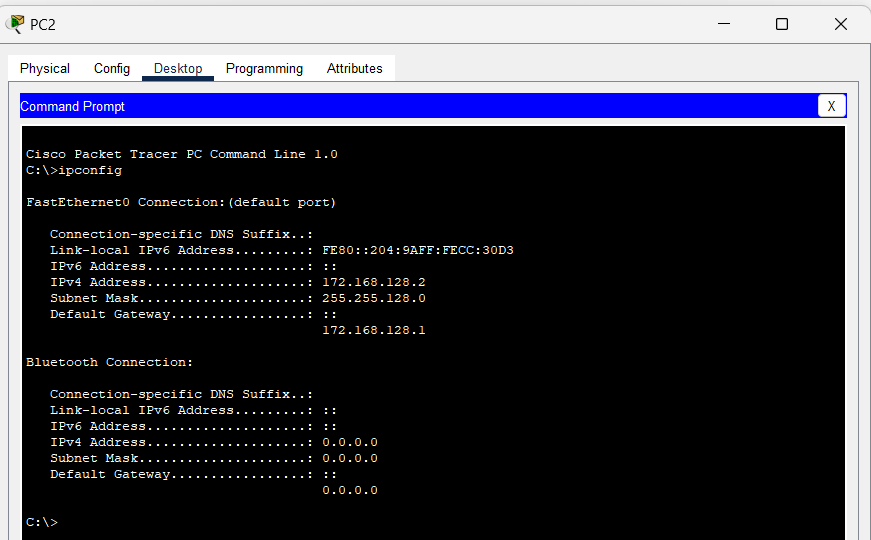 PC2
Physical Config Desktop Programming Attributes
Command Prompt X
Cisco Packet Tracer PC Command Line 1.0
C:\>ipconfig
FastEthernet0 Connection:(default port)
Connection-specific DNS Suffix..:
Link-local IPv6 Address.........: FE80::204:9AFF:FECC:30D3
IPv6 Address....................: ::
IPv4 Address....................: 172.168.128.2
Subnet Mask.....................: 255.255.128.0
Default Gateway.................: ::
172.168.128.1
Bluetooth Connection:
Connection-specific DNS Suffix..:
Link-local IPv6 Address.........: ::
IPv6 Address....................: ::
IPv4 Address....................: 0.0.0.0
Subnet Mask.....................: 0.0.0.0
Default Gateway.................: ::
0.0.0.0
C:\>